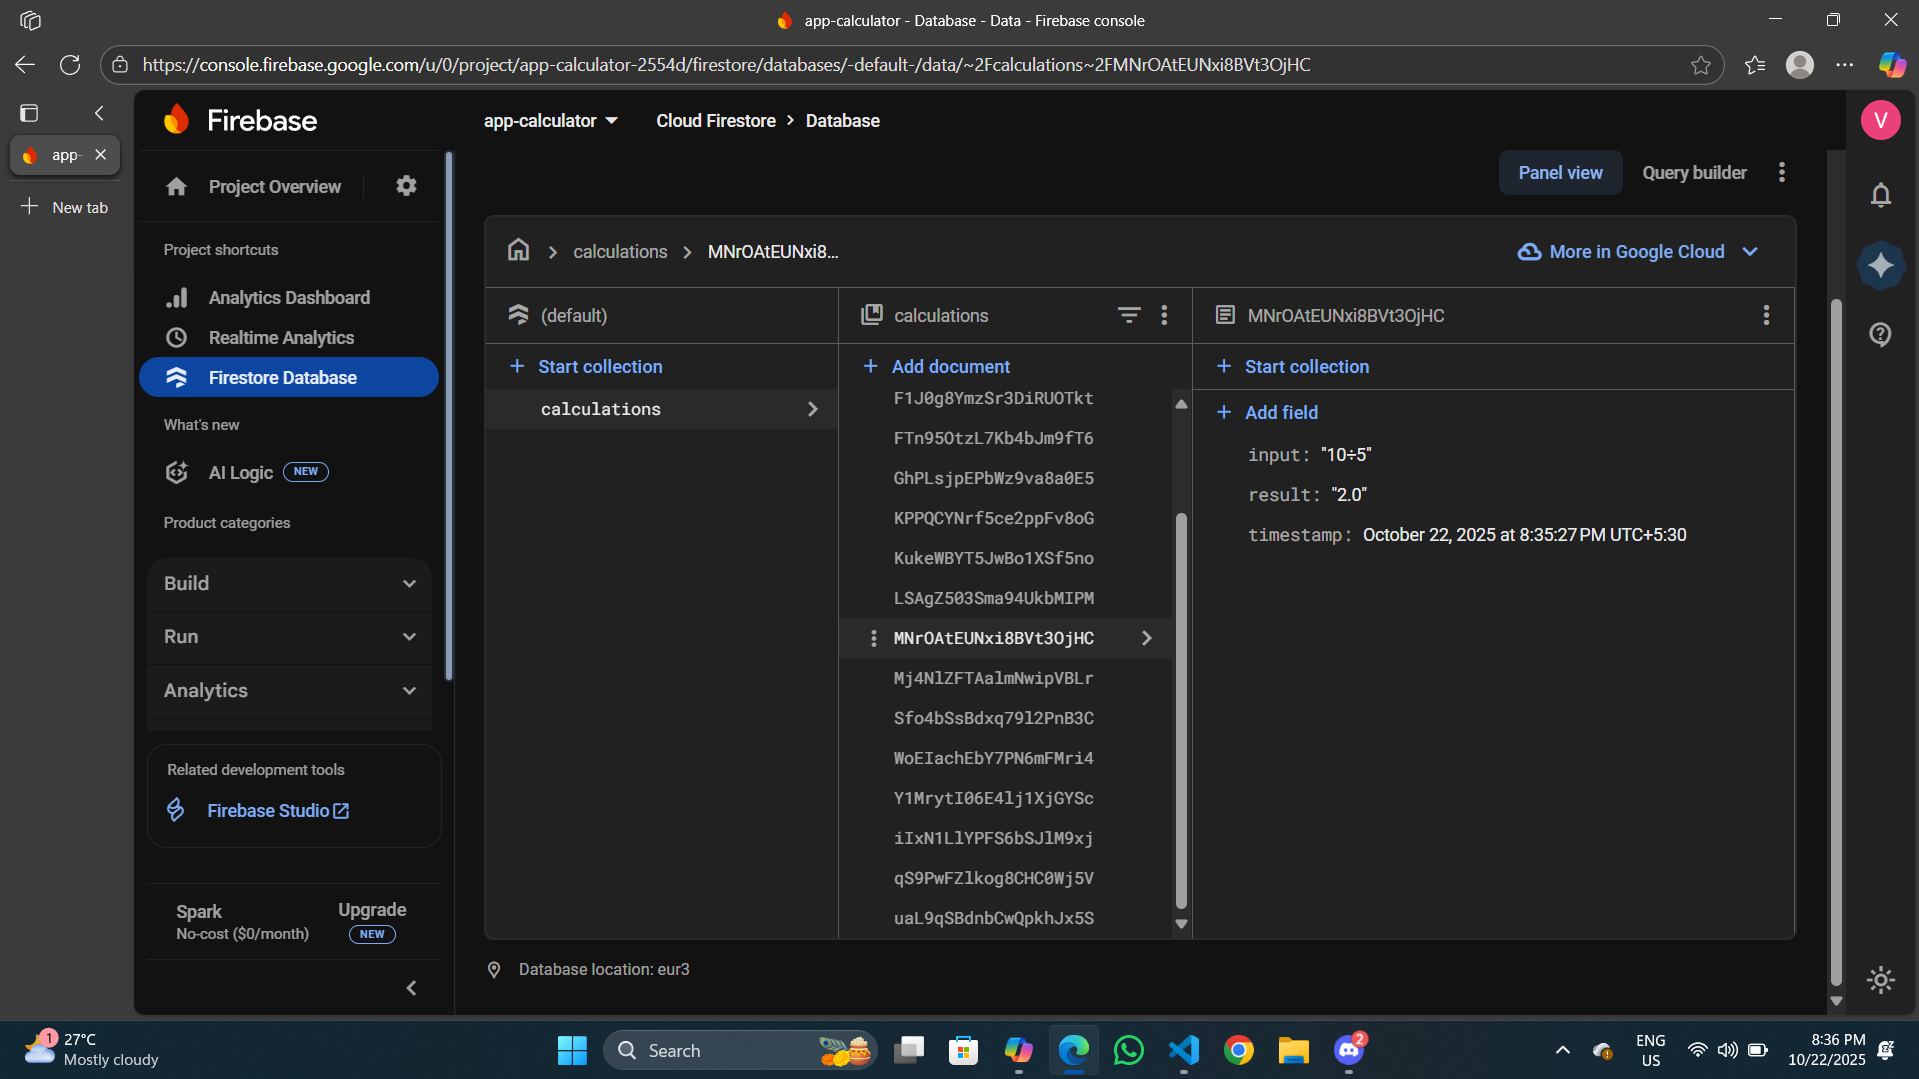 app-calculator - Database - Data - Firebase console
https://console.firebase.google.com/u/0/project/app-calculator-2554d/firestore/databases/-default-/data/~2Fcalculations~2FMNrOAtEUNxi8BVt3OjHC
app-
New tab
Firebase
app-calculator
Cloud Firestore > Database
V
Project Overview
Panel view
Query builder
Project shortcuts
Analytics Dashboard
Realtime Analytics
Firestore Database
What's new
AI Logic NEW
Product categories
Build
Run
Analytics
Related development tools
Firebase Studio
Spark
No-cost ($0/month)
Upgrade
NEW
calculations > MNrOAtEUNxi8...
More in Google Cloud
(default)
+ Start collection
calculations
calculations
+ Add document
F1J0g8YmzSr3DiRUOTkt
FTn95OtzL7Kb4bJm9fT6
GhPLsjpEPbWz9va8a0E5
KPPQCYNrf5ce2ppFv8oG
KukeWBYT5JwBo1XSf5no
LSAgZ503Sma94UkbMIPM
MNrOAtEUNxi8BVt3OjHC
Mj4NlZFTAalmNwipVBLr
Sfo4bSsBdxq79l2PnB3C
WoEIachEbY7PN6mFMri4
Y1MrytI06E4lj1XjGYSc
iIxN1LlYPFS6bSJlM9xj
qS9PwFZlkog8CHC0Wj5V
uaL9qSBdnbCwQpkhJx5S
MNrOAtEUNxi8BVt3OjHC
+ Start collection
+ Add field
input: "10÷5"
result: "2.0"
timestamp: October 22, 2025 at 8:35:27 PM UTC+5:30
Database location: eur3
1
27°C
Mostly cloudy
Search
2
ENG
US
8:36 PM
10/22/2025